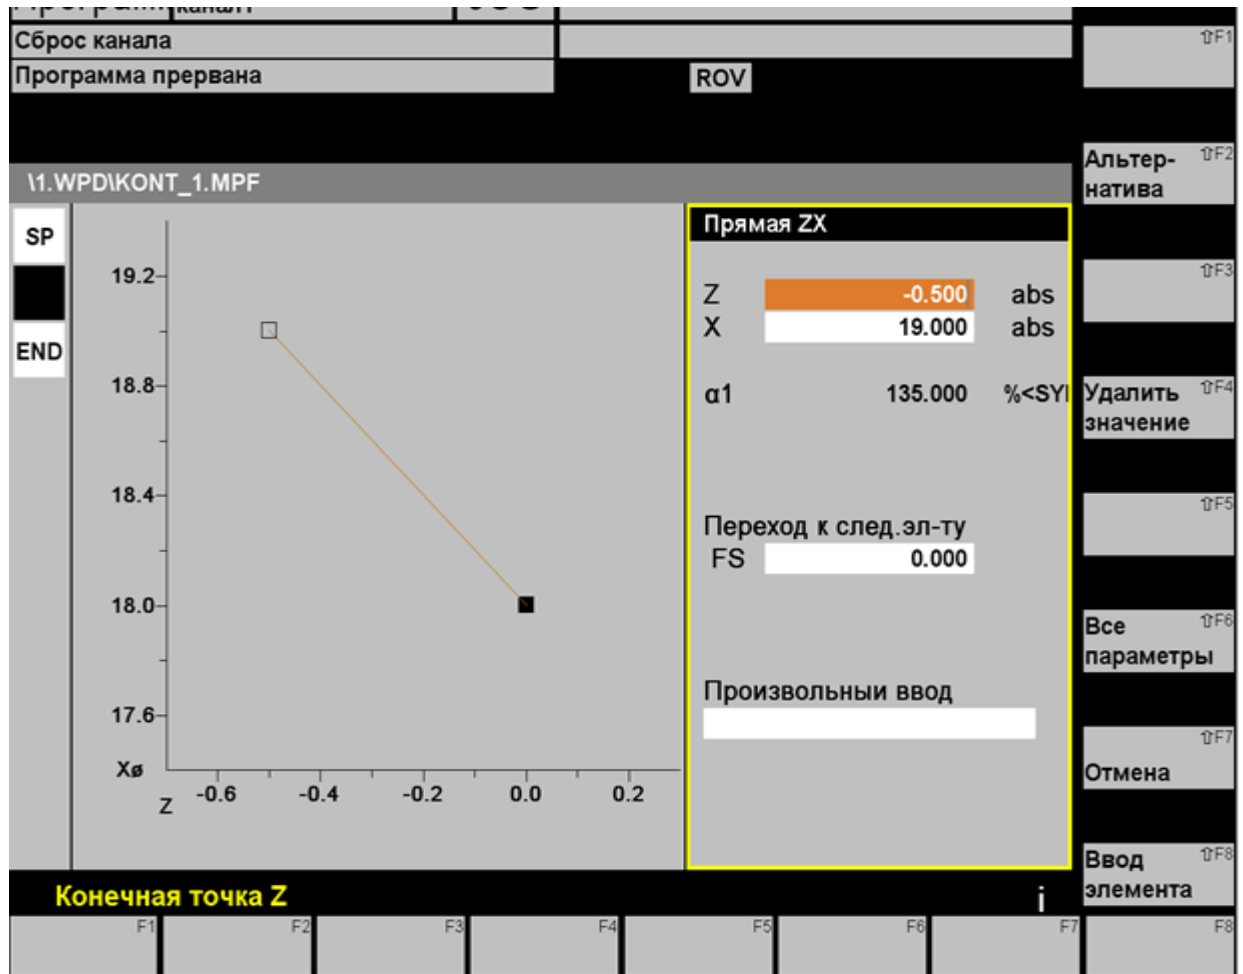 канал1
Сброс канала
Программа прервана
ROV
\1.WPD\KONT_1.MPF
SP
END
19.2
18.8
18.4
18.0
17.6
Xø
Z
-0.6
-0.4
-0.2
0.0
0.2
Прямая ZX
Z -0.500 abs
X 19.000 abs
α1 135.000 %<SY
Переход к след.эл-ту
FS 0.000
Произвольныи ввод
Конечная точка Z
i
⇧F1
Альтер- ⇧F2
натива
⇧F3
Удалить ⇧F4
значение
⇧F5
Все ⇧F6
параметры
⇧F7
Отмена
Ввод ⇧F8
элемента
F1 F2 F3 F4 F5 F6 F7 F8